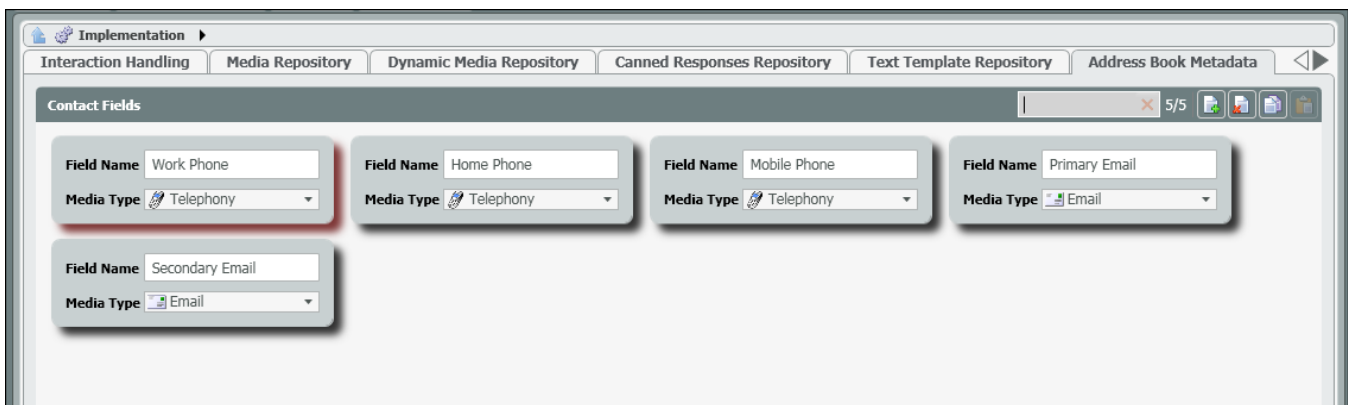 Implementation
Interaction Handling Media Repository Dynamic Media Repository Canned Responses Repository Text Template Repository Address Book Metadata
Contact Fields 5/5
Field Name Work Phone Field Name Home Phone Field Name Mobile Phone Field Name Primary Email
Media Type Telephony Media Type Telephony Media Type Telephony Media Type Email
Field Name Secondary Email
Media Type Email